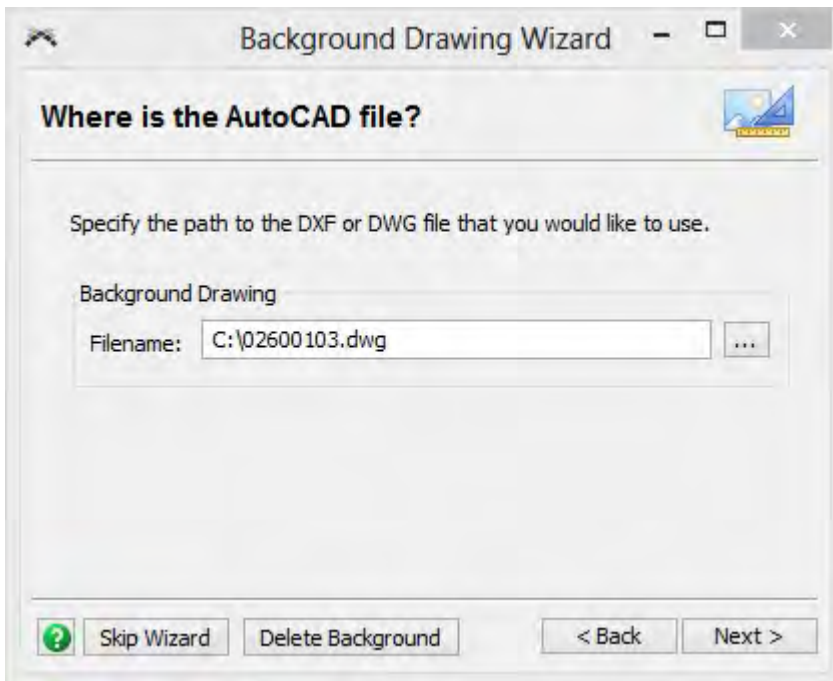 Background Drawing Wizard
Where is the AutoCAD file?
Specify the path to the DXF or DWG file that you would like to use.
Background Drawing
Filename: C:\02600103.dwg ...
? Skip Wizard Delete Background < Back Next >